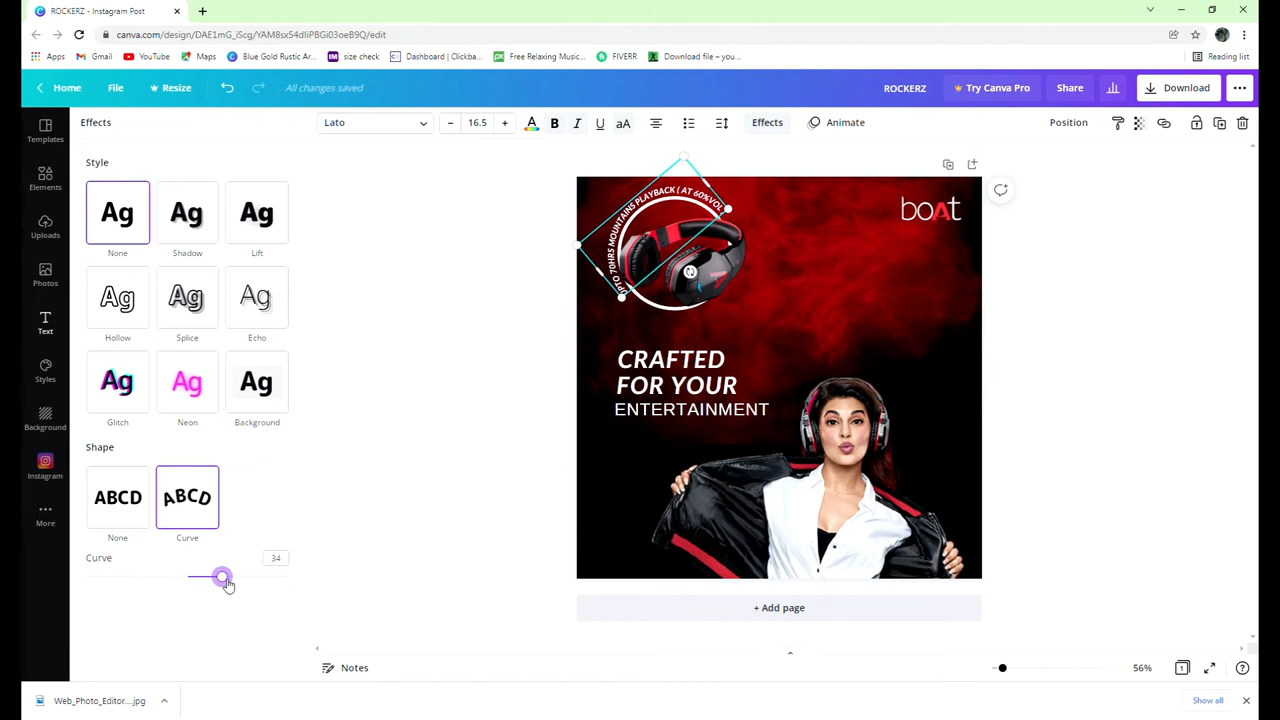 ROCKERZ - Instagram Post
canva.com/design/DAE1mG_iScg/YAM8sx54dIiPBGi03oeB9Q/edit
Apps Gmail YouTube Maps Blue Gold Rustic Ar... size check Dashboard | Clickba... Free Relaxing Music... FIVERR Download file – you... Reading list
Home File Resize All changes saved ROCKERZ Try Canva Pro Share Download
Effects Lato 16.5 B I U aA Effects Animate Position
Templates
Elements
Uploads
Photos
Text
Styles
Background
Instagram
More
Style
Ag Ag Ag
None Shadow Lift
Ag Ag Ag
Hollow Splice Echo
Ag Ag Ag
Glitch Neon Background
Shape
ABCD ABCD
None Curve
Curve 34
UPTO 70HRS MOUNTAINS PLAYBACK ( AT 60%VOL
boAt
CRAFTED
FOR YOUR
ENTERTAINMENT
+ Add page
Notes 56% 1
Web_Photo_Editor....jpg Show all